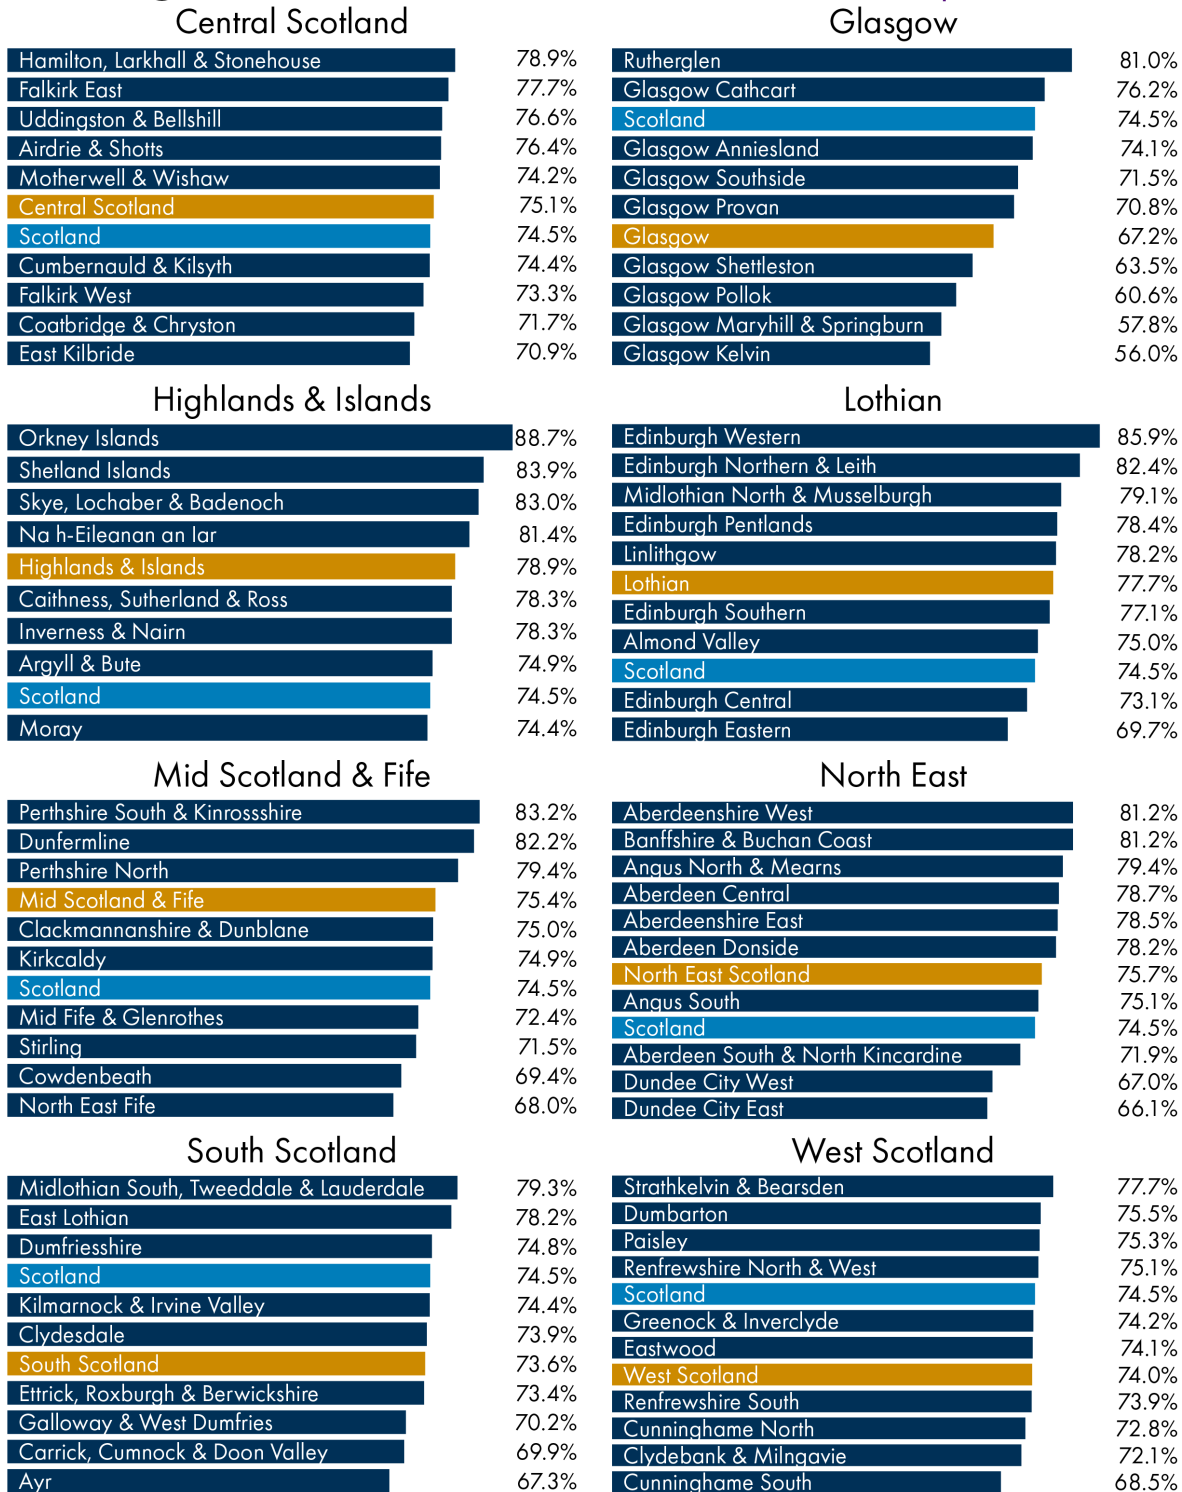 Central Scotland
Hamilton, Larkhall & Stonehouse 78.9%
Falkirk East 77.7%
Uddingston & Bellshill 76.6%
Airdrie & Shotts 76.4%
Motherwell & Wishaw 74.2%
Central Scotland 75.1%
Scotland 74.5%
Cumbernauld & Kilsyth 74.4%
Falkirk West 73.3%
Coatbridge & Chryston 71.7%
East Kilbride 70.9%
Glasgow
Rutherglen 81.0%
Glasgow Cathcart 76.2%
Scotland 74.5%
Glasgow Anniesland 74.1%
Glasgow Southside 71.5%
Glasgow Provan 70.8%
Glasgow 67.2%
Glasgow Shettleston 63.5%
Glasgow Pollok 60.6%
Glasgow Maryhill & Springburn 57.8%
Glasgow Kelvin 56.0%
Highlands & Islands
Orkney Islands 88.7%
Shetland Islands 83.9%
Skye, Lochaber & Badenoch 83.0%
Na h-Eileanan an Iar 81.4%
Highlands & Islands 78.9%
Caithness, Sutherland & Ross 78.3%
Inverness & Nairn 78.3%
Argyll & Bute 74.9%
Scotland 74.5%
Moray 74.4%
Lothian
Edinburgh Western 85.9%
Edinburgh Northern & Leith 82.4%
Midlothian North & Musselburgh 79.1%
Edinburgh Pentlands 78.4%
Linlithgow 78.2%
Lothian 77.7%
Edinburgh Southern 77.1%
Almond Valley 75.0%
Scotland 74.5%
Edinburgh Central 73.1%
Edinburgh Eastern 69.7%
Mid Scotland & Fife
Perthshire South & Kinrossshire 83.2%
Dunfermline 82.2%
Perthshire North 79.4%
Mid Scotland & Fife 75.4%
Clackmannanshire & Dunblane 75.0%
Kirkcaldy 74.9%
Scotland 74.5%
Mid Fife & Glenrothes 72.4%
Stirling 71.5%
Cowdenbeath 69.4%
North East Fife 68.0%
North East
Aberdeenshire West 81.2%
Banffshire & Buchan Coast 81.2%
Angus North & Mearns 79.4%
Aberdeen Central 78.7%
Aberdeenshire East 78.5%
Aberdeen Donside 78.2%
North East Scotland 75.7%
Angus South 75.1%
Scotland 74.5%
Aberdeen South & North Kincardine 71.9%
Dundee City West 67.0%
Dundee City East 66.1%
South Scotland
Midlothian South, Tweeddale & Lauderdale 79.3%
East Lothian 78.2%
Dumfriesshire 74.8%
Scotland 74.5%
Kilmarnock & Irvine Valley 74.4%
Clydesdale 73.9%
South Scotland 73.6%
Ettrick, Roxburgh & Berwickshire 73.4%
Galloway & West Dumfries 70.2%
Carrick, Cumnock & Doon Valley 69.9%
Ayr 67.3%
West Scotland
Strathkelvin & Bearsden 77.7%
Dumbarton 75.5%
Paisley 75.3%
Renfrewshire North & West 75.1%
Scotland 74.5%
Greenock & Inverclyde 74.2%
Eastwood 74.1%
West Scotland 74.0%
Renfrewshire South 73.9%
Cunninghame North 72.8%
Clydebank & Milngavie 72.1%
Cunninghame South 68.5%